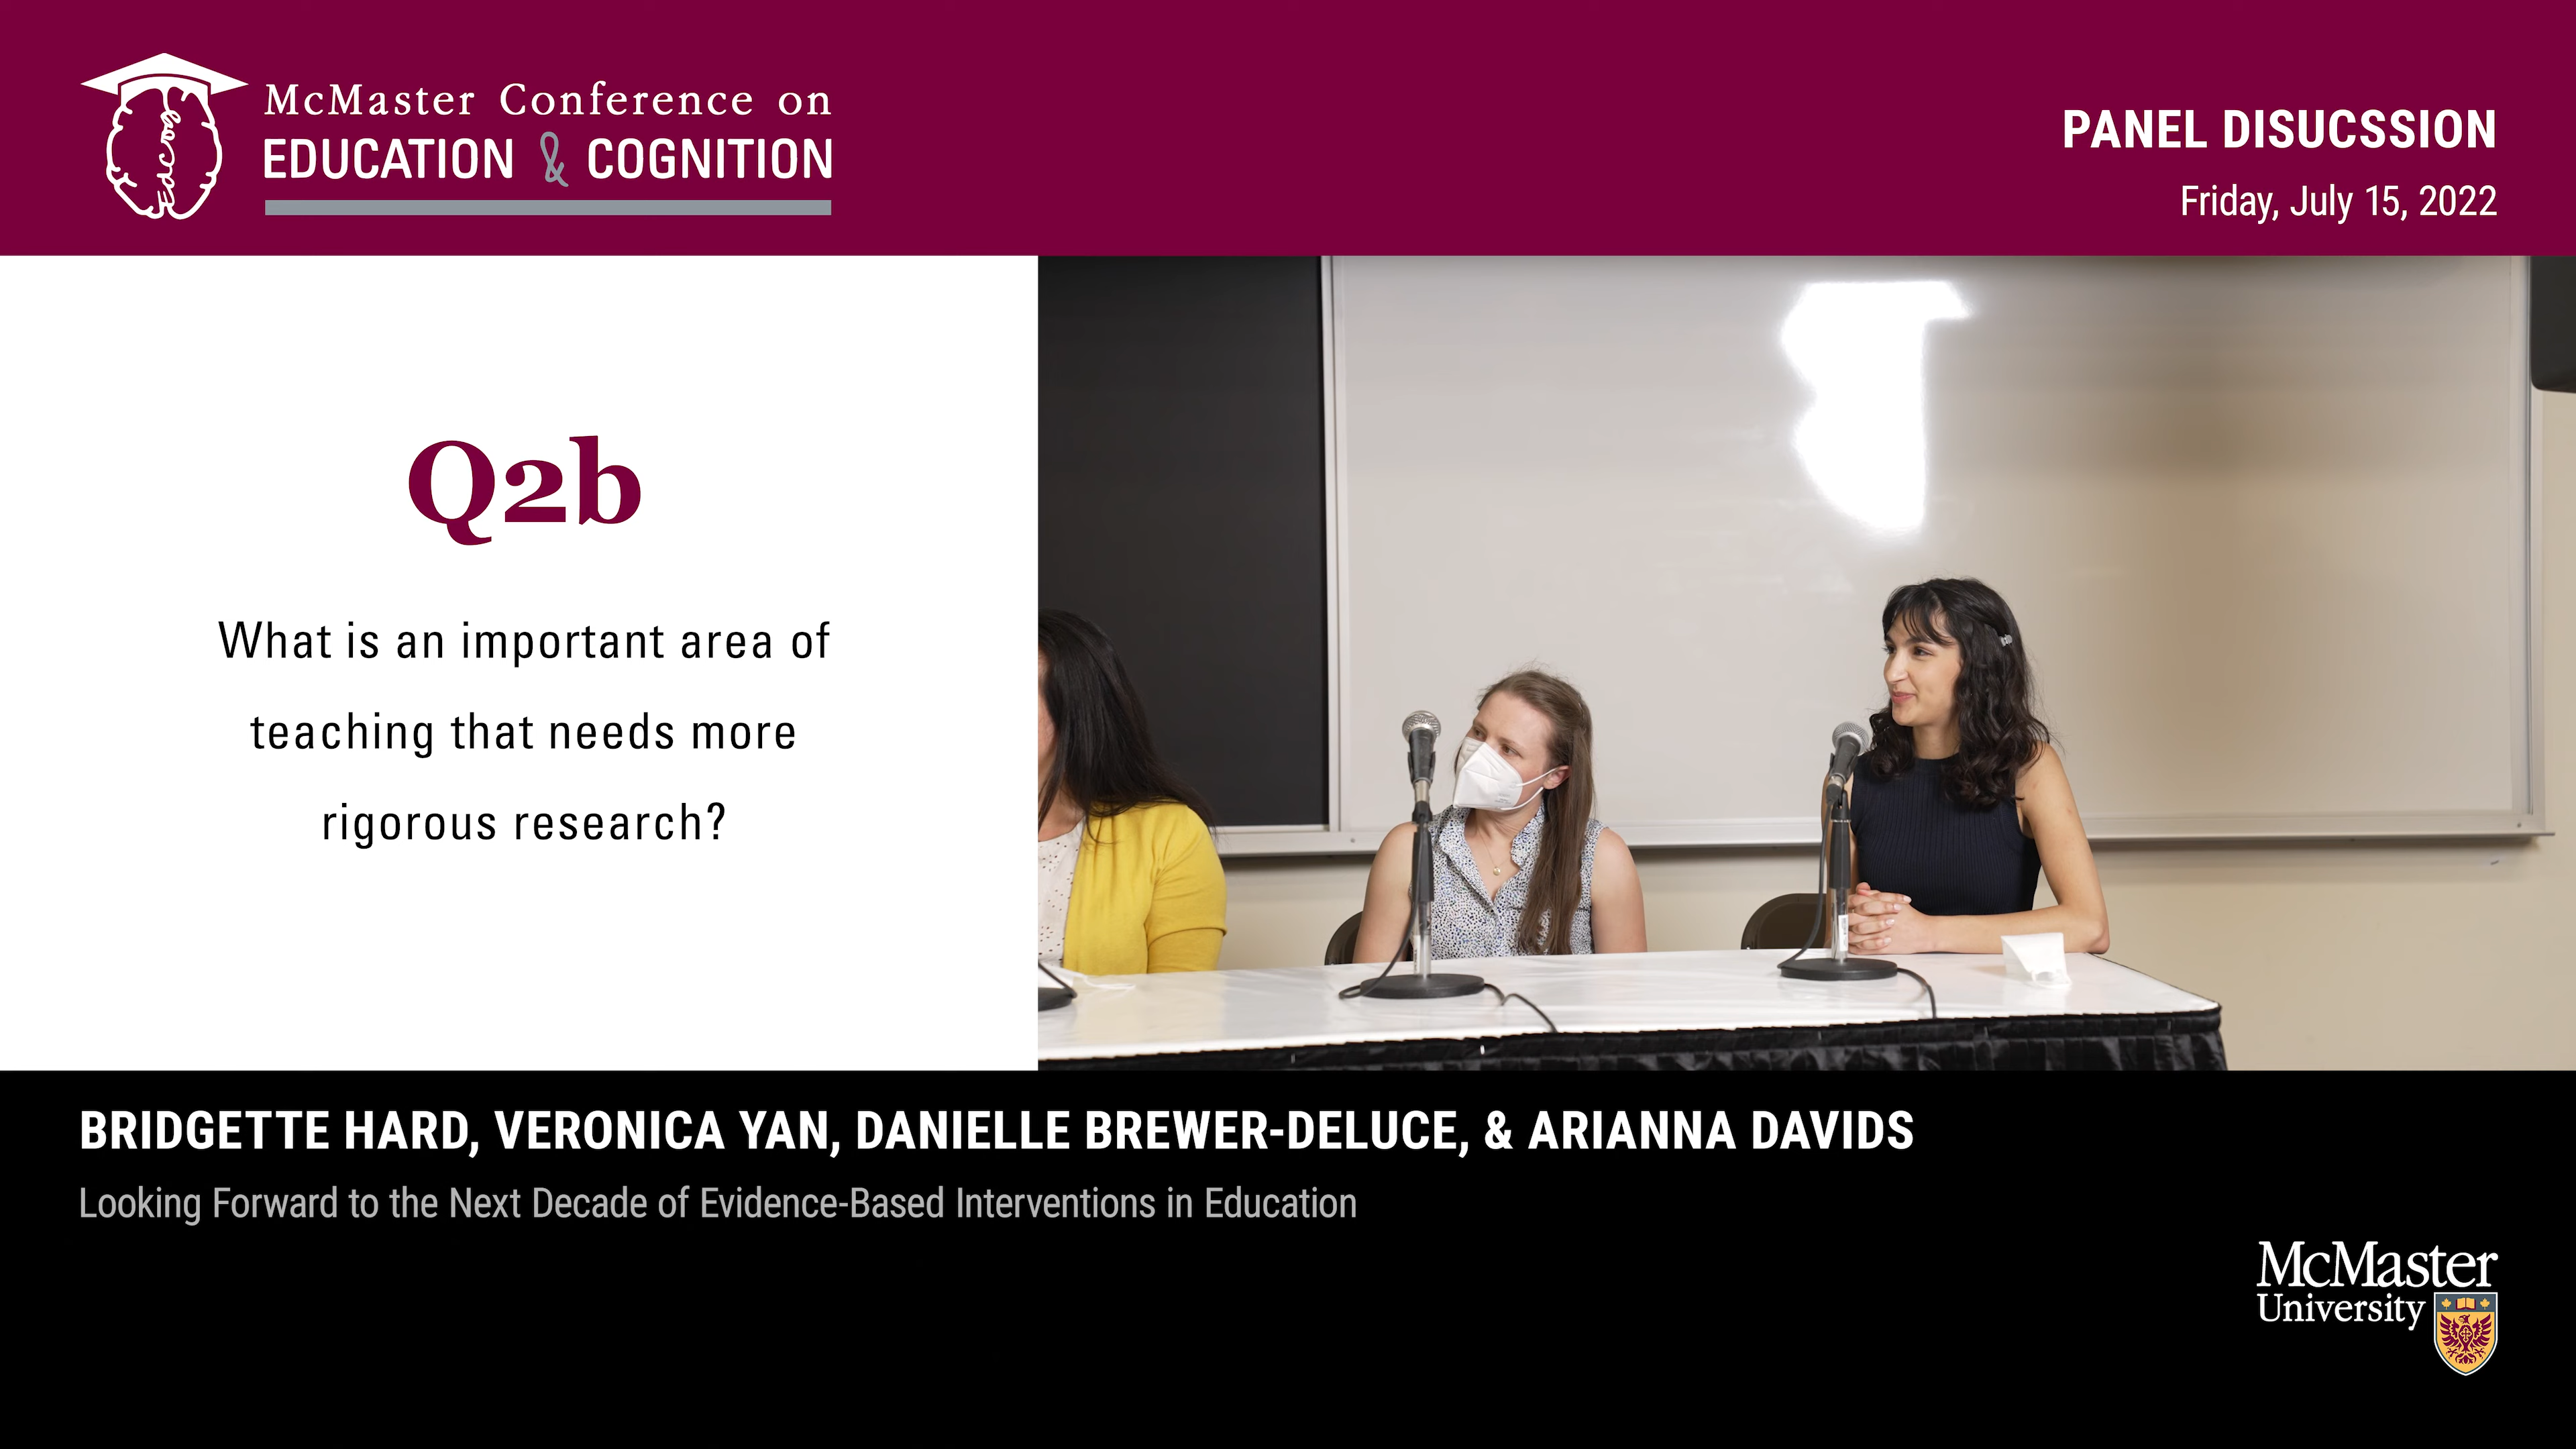 McMaster Conference on
EDUCATION & COGNITION
EdCog
PANEL DISUCSSION
Friday, July 15, 2022
Q2b
What is an important area of
teaching that needs more
rigorous research?
BRIDGETTE HARD, VERONICA YAN, DANIELLE BREWER-DELUCE, & ARIANNA DAVIDS
Looking Forward to the Next Decade of Evidence-Based Interventions in Education
McMaster
University